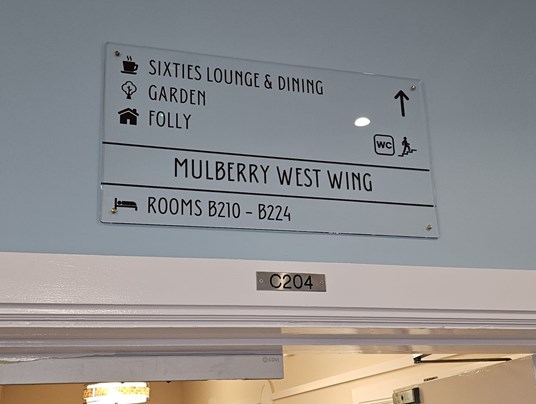 SIXTIES LOUNGE & DINING
GARDEN
FOLLY
WC
MULBERRY WEST WING
ROOMS B210 - B224
C204